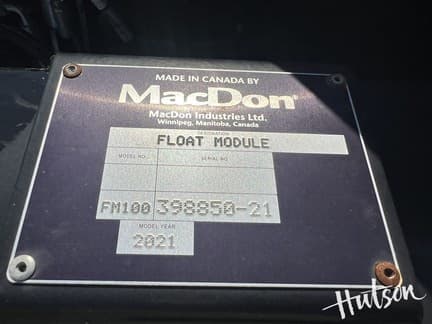 MADE IN CANADA BY
MacDon®
MacDon Industries Ltd.
Winnipeg, Manitoba, Canada
DESIGNATION
FLOAT MODULE
MODEL NO. SERIAL NO.
FM100 398850-21
MODEL YEAR
2021
Hutson